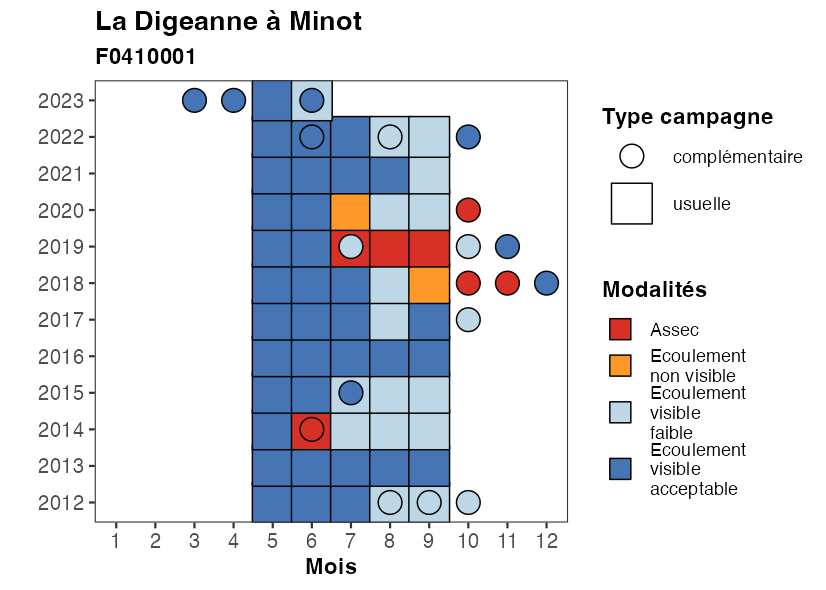 La Digeanne à Minot
F0410001
2023
2022
2021
2020
2019
2018
2017
2016
2015
2014
2013
2012
1 2 3 4 5 6 7 8 9 10 11 12
Mois
Type campagne
complémentaire
usuelle
Modalités
Assec
Ecoulement
non visible
Ecoulement
visible
faible
Ecoulement
visible
acceptable